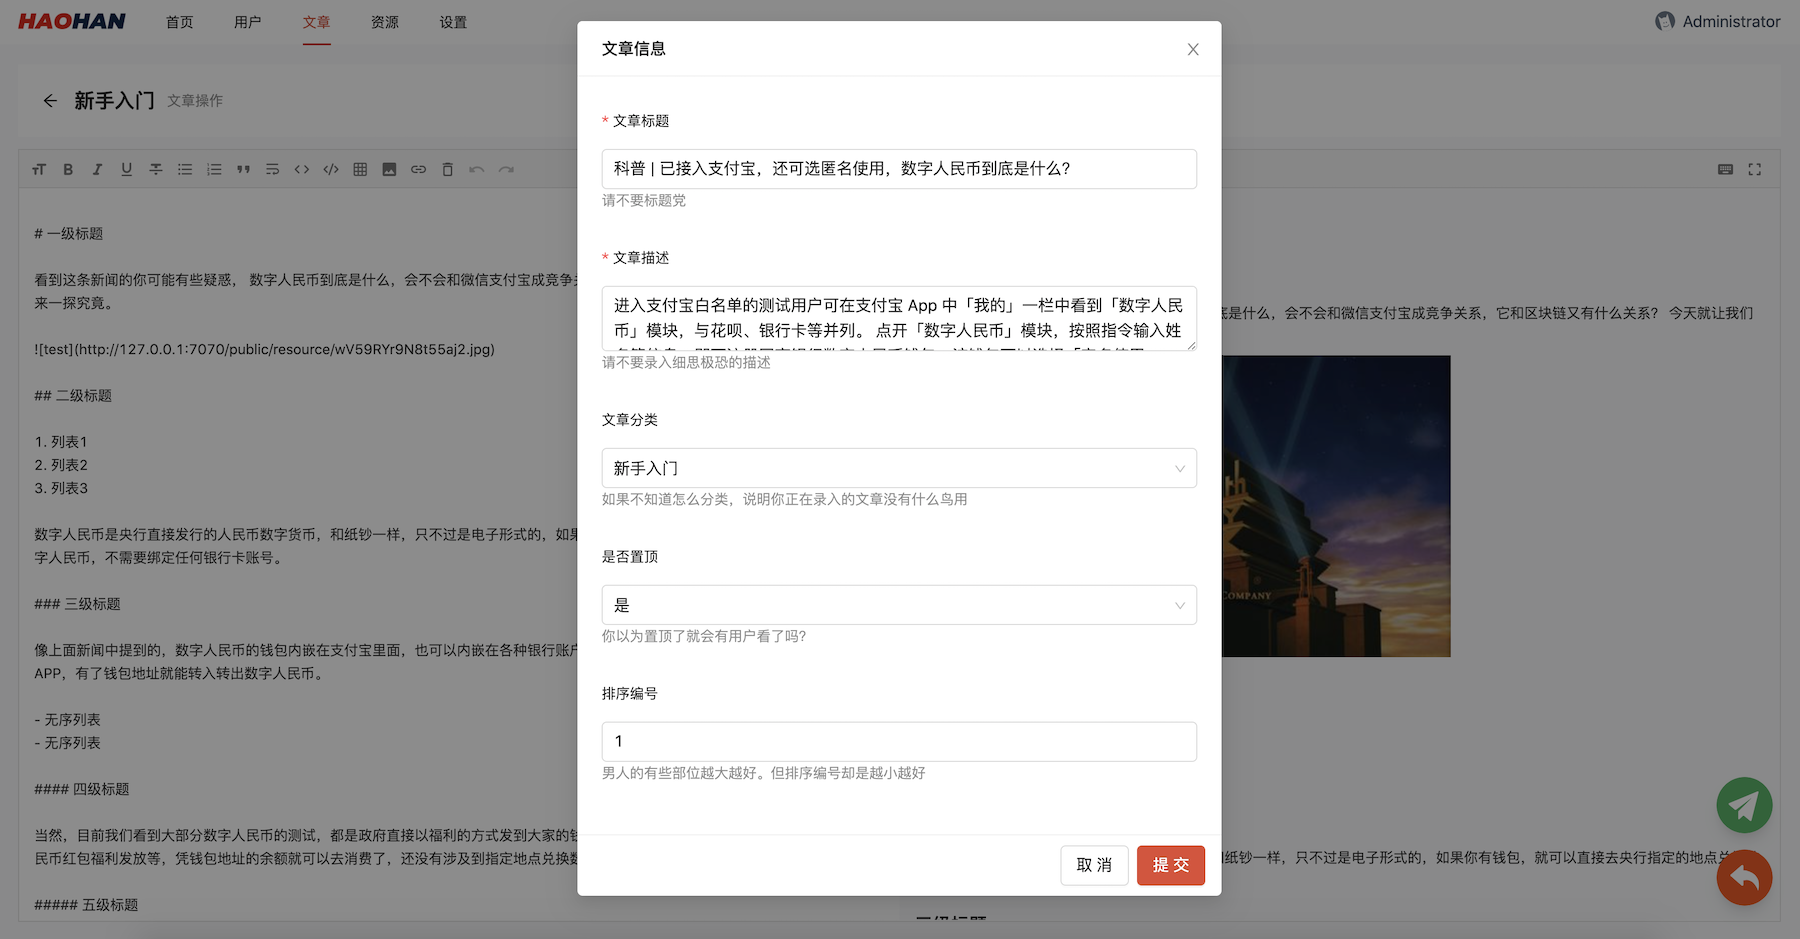 HAOHAN
首页
用户
文章
资源
设置
Administrator
新手入门
文章操作
# 一级标题
看到这条新闻的你可能有些疑惑， 数字人民币到底是什么，会不会和微信支付宝成竞争
来一探究竟。
![test](http://127.0.0.1:7070/public/resource/wV59RYr9N8t55aj2.jpg)
## 二级标题
1. 列表1
2. 列表2
3. 列表3
数字人民币是央行直接发行的人民币数字货币，和纸钞一样，只不过是电子形式的，如果
字人民币，不需要绑定任何银行卡账号。
### 三级标题
像上面新闻中提到的，数字人民币的钱包内嵌在支付宝里面，也可以内嵌在各种银行账户
APP，有了钱包地址就能转入转出数字人民币。
- 无序列表
- 无序列表
#### 四级标题
当然，目前我们看到大部分数字人民币的测试，都是政府直接以福利的方式发到大家的钱
民币红包福利发放等，凭钱包地址的余额就可以去消费了，还没有涉及到指定地点兑换数
##### 五级标题
文章信息
* 文章标题
科普 | 已接入支付宝，还可选匿名使用，数字人民币到底是什么？
请不要标题党
* 文章描述
进入支付宝白名单的测试用户可在支付宝 App 中「我的」一栏中看到「数字人民
币」模块，与花呗、银行卡等并列。 点开「数字人民币」模块，按照指令输入姓
请不要录入细思极恐的描述
文章分类
新手入门
如果不知道怎么分类，说明你正在录入的文章没有什么鸟用
是否置顶
是
你以为置顶了就会有用户看了吗？
排序编号
1
男人的有些部位越大越好。但排序编号却是越小越好
取 消
提 交
底是什么，会不会和微信支付宝成竞争关系，它和区块链又有什么关系？ 今天就让我们
COMPANY
纸钞一样，只不过是电子形式的，如果你有钱包，就可以直接去央行指定的地点兑